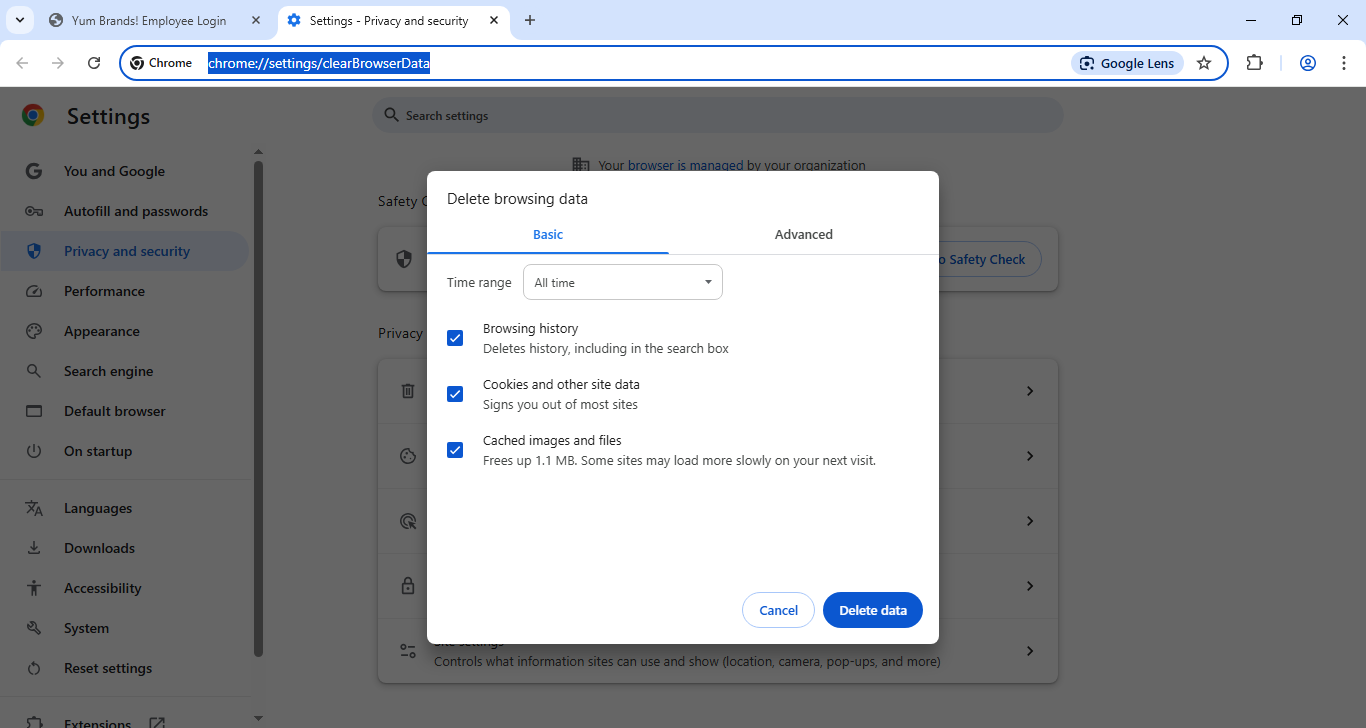 Yum Brands! Employee Login
Settings - Privacy and security
Chrome
chrome://settings/clearBrowserData
Google Lens
Settings
Search settings
Your browser is managed by your organization
You and Google
Autofill and passwords
Privacy and security
Performance
Appearance
Search engine
Default browser
On startup
Languages
Downloads
Accessibility
System
Reset settings
Extensions
Safety C
o Safety Check
Privacy
Delete browsing data
Basic
Advanced
Time range
All time
Browsing history
Deletes history, including in the search box
Cookies and other site data
Signs you out of most sites
Cached images and files
Frees up 1.1 MB. Some sites may load more slowly on your next visit.
Cancel
Delete data
Site settings
Controls what information sites can use and show (location, camera, pop-ups, and more)